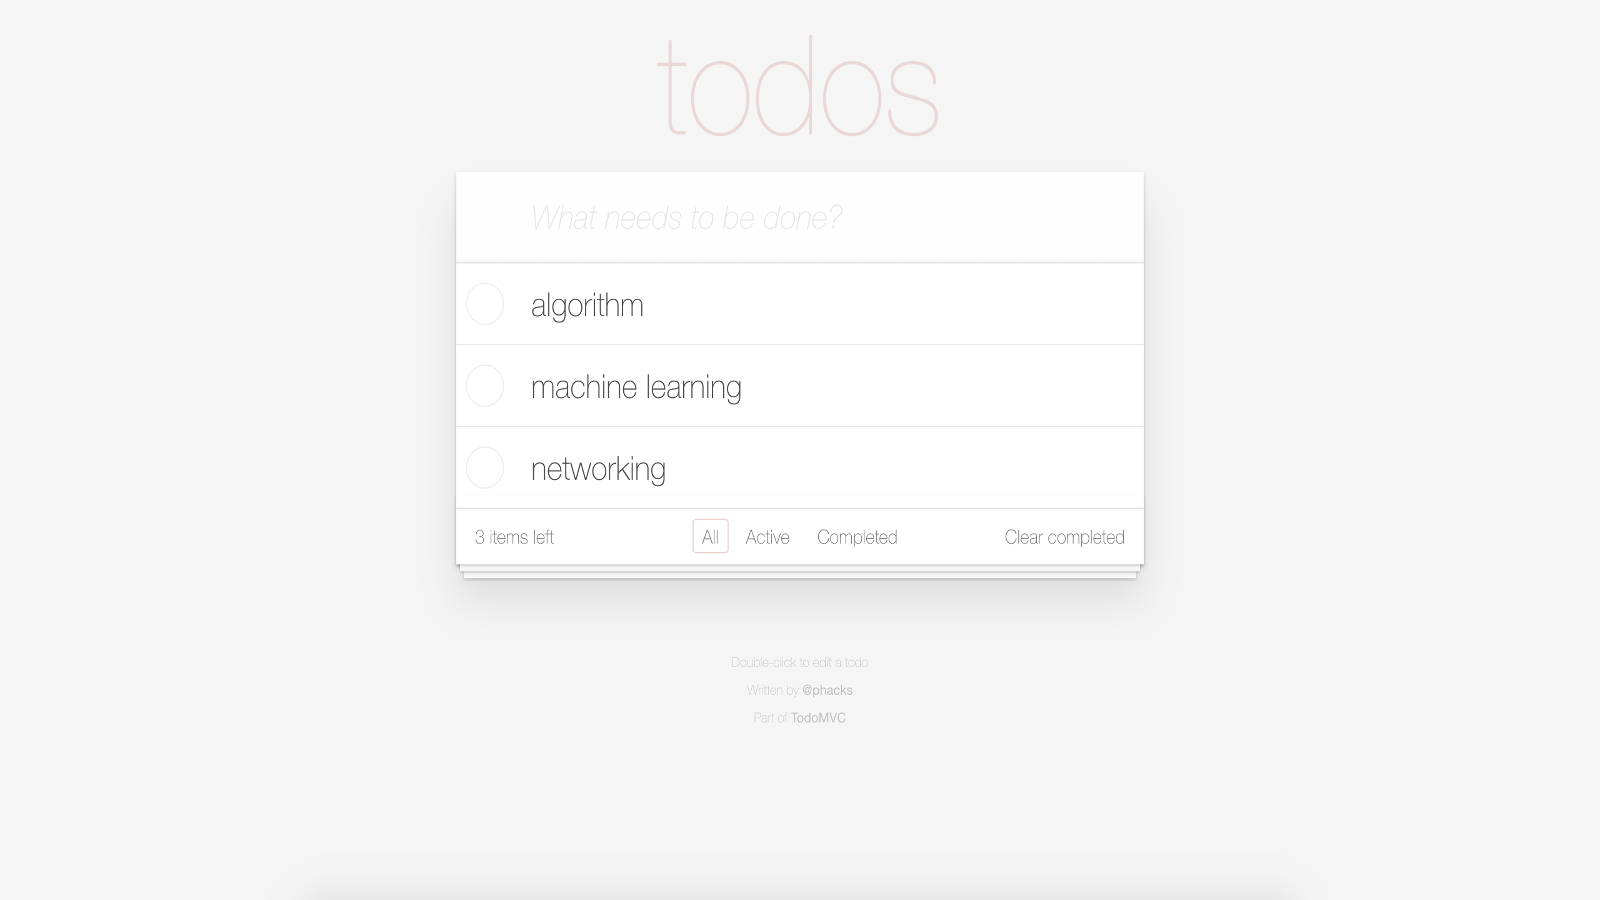 todos
What needs to be done?
algorithm
machine learning
networking
3 items left All Active Completed Clear completed
Double-click to edit a todo
Written by @phacks
Part of TodoMVC